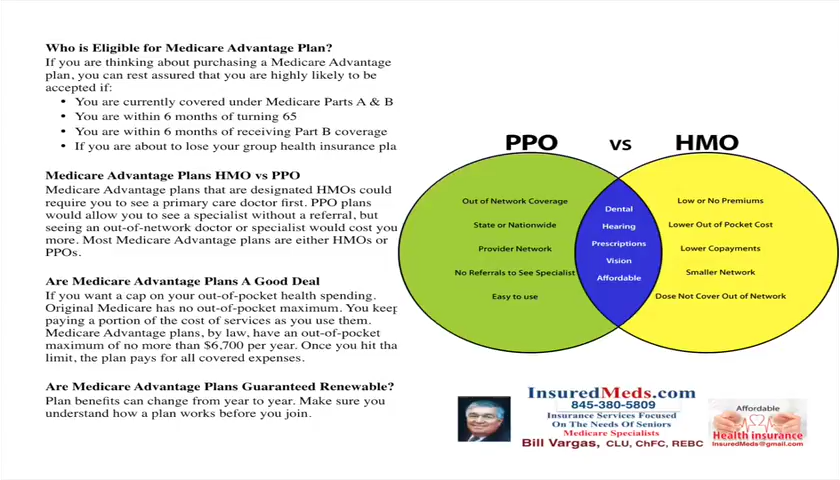 Who is Eligible for Medicare Advantage Plan?
If you are thinking about purchasing a Medicare Advantage
plan, you can rest assured that you are highly likely to be
accepted if:
• You are currently covered under Medicare Parts A & B
• You are within 6 months of turning 65
• You are within 6 months of receiving Part B coverage
• If you are about to lose your group health insurance pla
Medicare Advantage Plans HMO vs PPO
Medicare Advantage plans that are designated HMOs could
require you to see a primary care doctor first. PPO plans
would allow you to see a specialist without a referral, but
seeing an out-of-network doctor or specialist would cost you
more. Most Medicare Advantage plans are either HMOs or
PPOs.
Are Medicare Advantage Plans A Good Deal
If you want a cap on your out-of-pocket health spending.
Original Medicare has no out-of-pocket maximum. You keep
paying a portion of the cost of services as you use them.
Medicare Advantage plans, by law, have an out-of-pocket
maximum of no more than $6,700 per year. Once you hit tha
limit, the plan pays for all covered expenses.
Are Medicare Advantage Plans Guaranteed Renewable?
Plan benefits can change from year to year. Make sure you
understand how a plan works before you join.
PPO vs HMO
Out of Network Coverage
State or Nationwide
Provider Network
No Referrals to See Specialist
Easy to use
Dental
Hearing
Prescriptions
Vision
Affordable
Low or No Premiums
Lower Out of Pocket Cost
Lower Copayments
Smaller Network
Dose Not Cover Out of Network
InsuredMeds.com
845-380-5809
Insurance Services Focused
On The Needs Of Seniors
Medicare Specialists
Bill Vargas, CLU, ChFC, REBC
Affordable
Health insurance
InsuredMeds@gmail.com